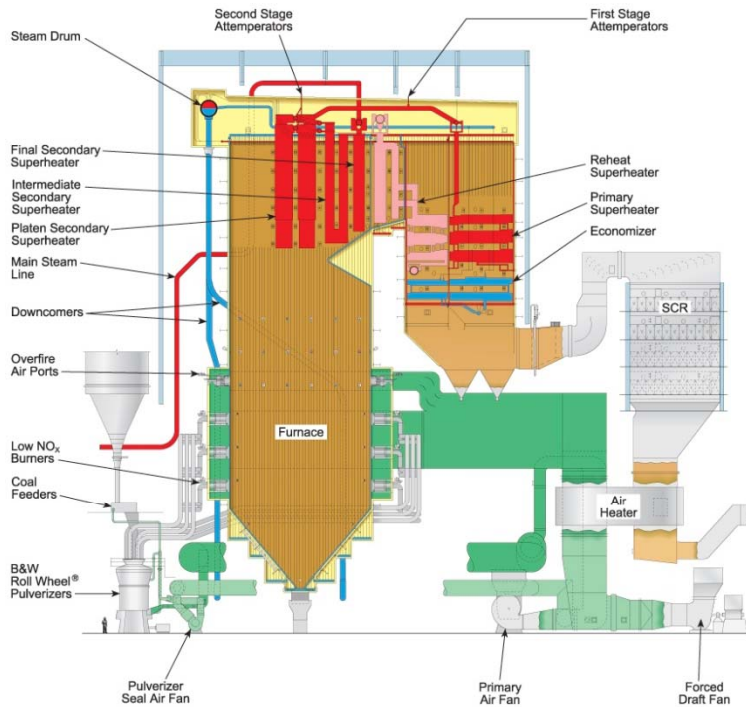 Second Stage
Attemperators
First Stage
Attemperators
Steam Drum
Final Secondary
Superheater
Intermediate
Secondary
Superheater
Platen Secondary
Superheater
Main Steam
Line
Downcomers
Overfire
Air Ports
Low NOx
Burners
Coal
Feeders
B&W
Roll Wheel®
Pulverizers
Reheat
Superheater
Primary
Superheater
Economizer
SCR
Furnace
Air
Heater
Pulverizer
Seal Air Fan
Primary
Air Fan
Forced
Draft Fan